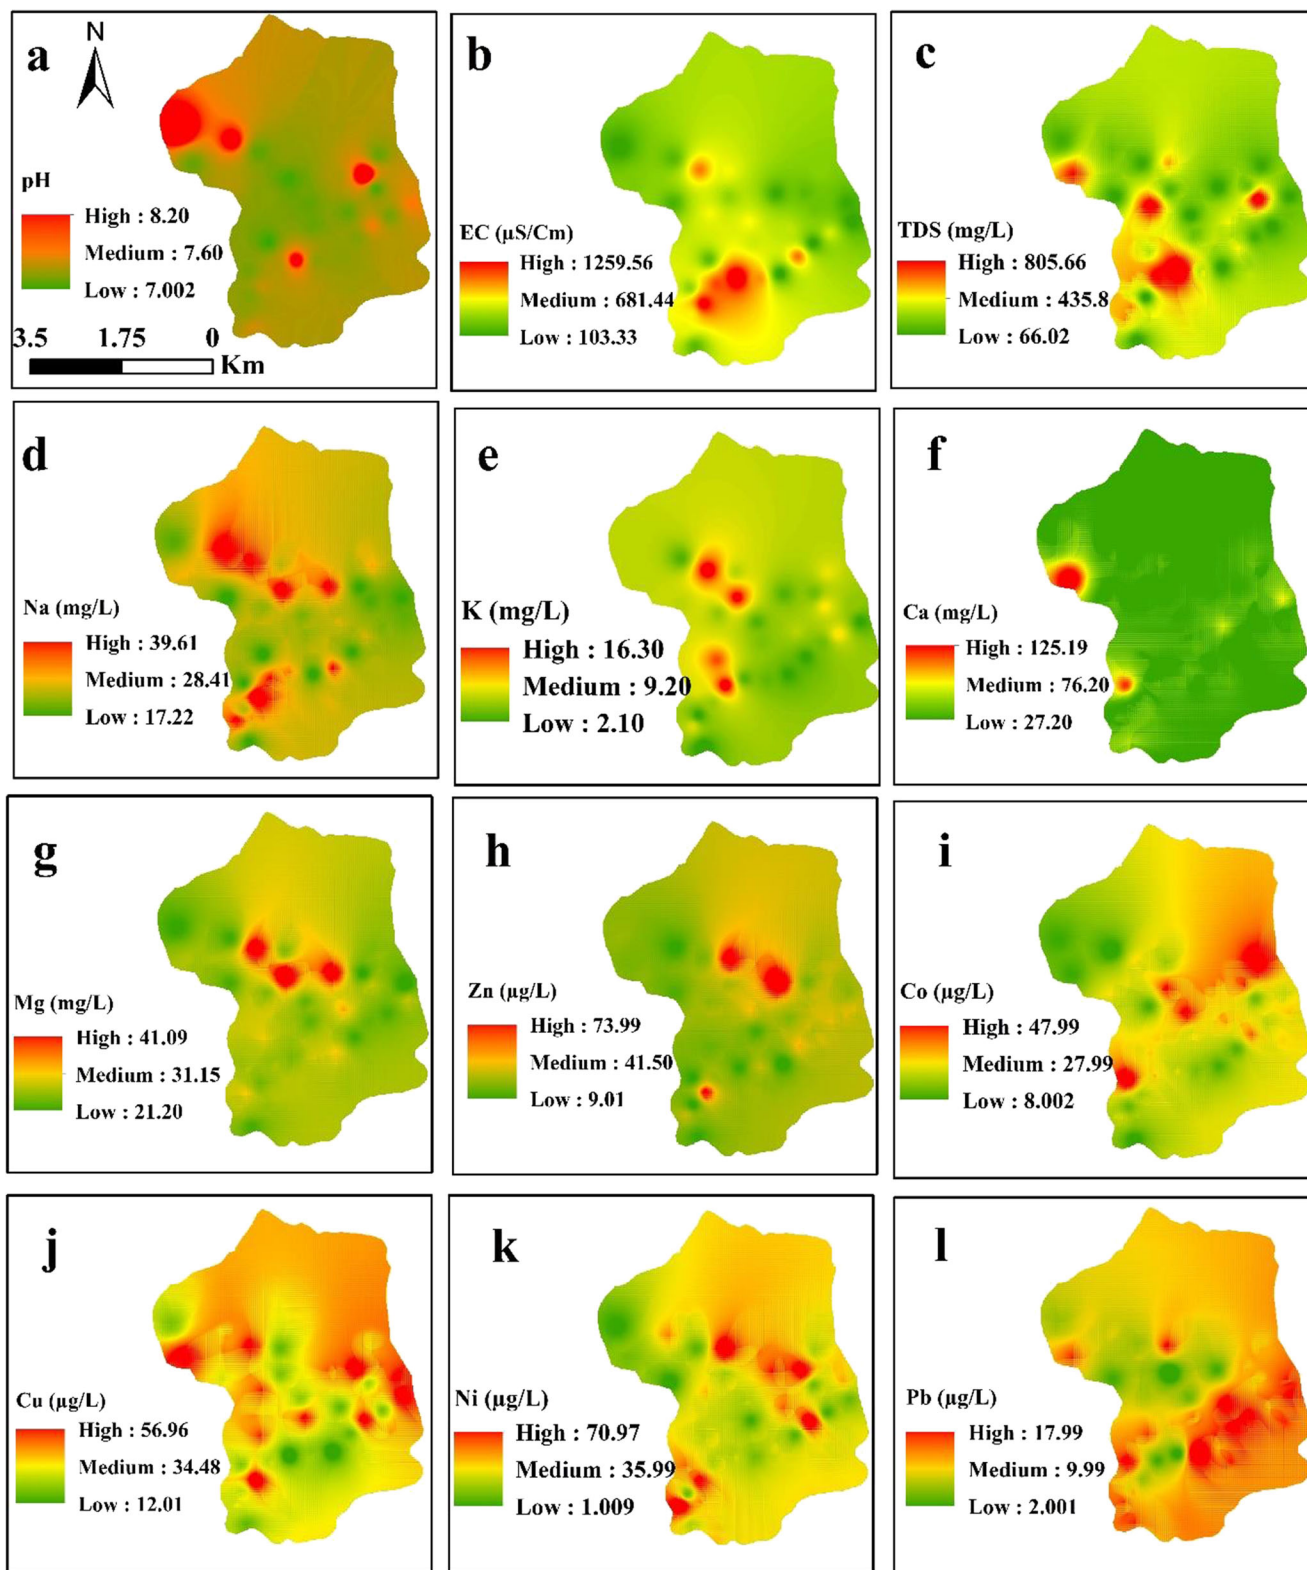 a
N
pH
High : 8.20
Medium : 7.60
Low : 7.002
3.5 1.75 0
Km
b
EC (µS/Cm)
High : 1259.56
Medium : 681.44
Low : 103.33
c
TDS (mg/L)
High : 805.66
Medium : 435.8
Low : 66.02
d
Na (mg/L)
High : 39.61
Medium : 28.41
Low : 17.22
e
K (mg/L)
High : 16.30
Medium : 9.20
Low : 2.10
f
Ca (mg/L)
High : 125.19
Medium : 76.20
Low : 27.20
g
Mg (mg/L)
High : 41.09
Medium : 31.15
Low : 21.20
h
Zn (µg/L)
High : 73.99
Medium : 41.50
Low : 9.01
i
Co (µg/L)
High : 47.99
Medium : 27.99
Low : 8.002
j
Cu (µg/L)
High : 56.96
Medium : 34.48
Low : 12.01
k
Ni (µg/L)
High : 70.97
Medium : 35.99
Low : 1.009
l
Pb (µg/L)
High : 17.99
Medium : 9.99
Low : 2.001